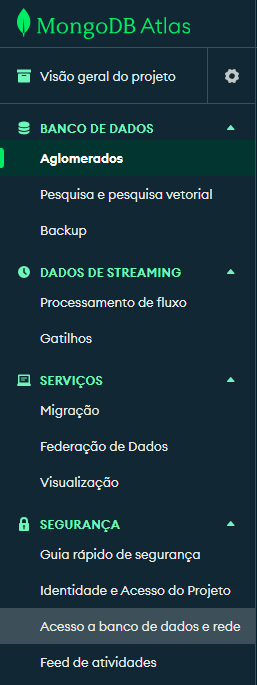 MongoDB Atlas
Visão geral do projeto
BANCO DE DADOS
Aglomerados
Pesquisa e pesquisa vetorial
Backup
DADOS DE STREAMING
Processamento de fluxo
Gatilhos
SERVIÇOS
Migração
Federação de Dados
Visualização
SEGURANÇA
Guia rápido de segurança
Identidade e Acesso do Projeto
Acesso a banco de dados e rede
Feed de atividades